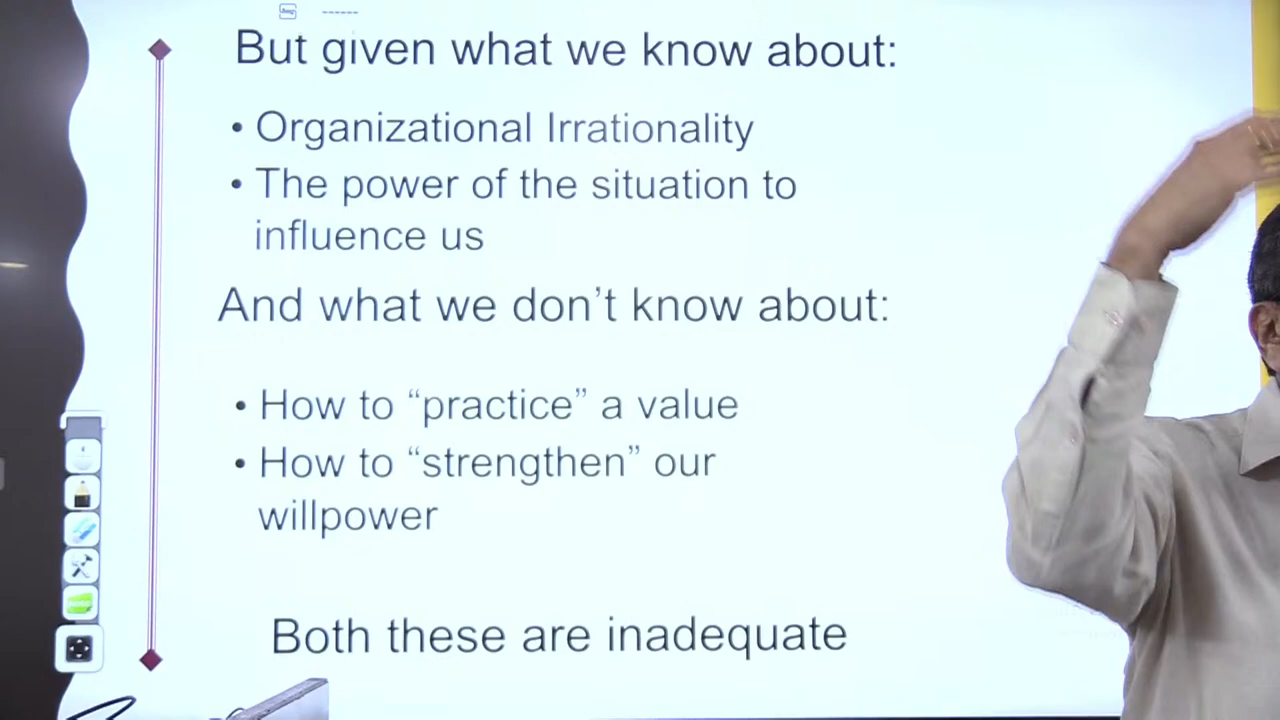 But given what we know about:
• Organizational Irrationality
• The power of the situation to
influence us
And what we don't know about:
• How to “practice” a value
• How to “strengthen” our
willpower
Both these are inadequate